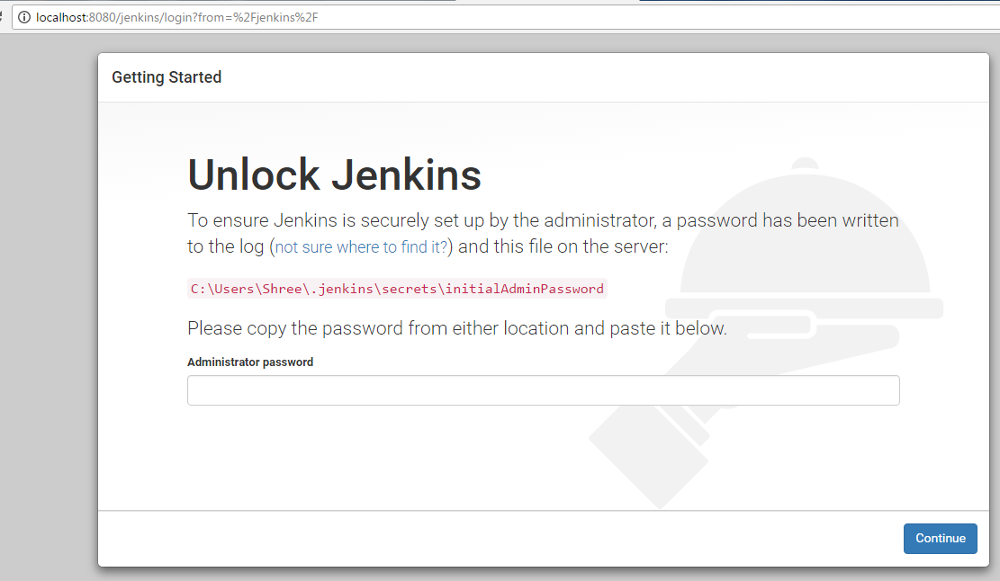 localhost:8080/jenkins/login?from=%2Fjenkins%2F
Getting Started
Unlock Jenkins
To ensure Jenkins is securely set up by the administrator, a password has been written
to the log (not sure where to find it?) and this file on the server:
C:\Users\Shree\.jenkins\secrets\initialAdminPassword
Please copy the password from either location and paste it below.
Administrator password
Continue